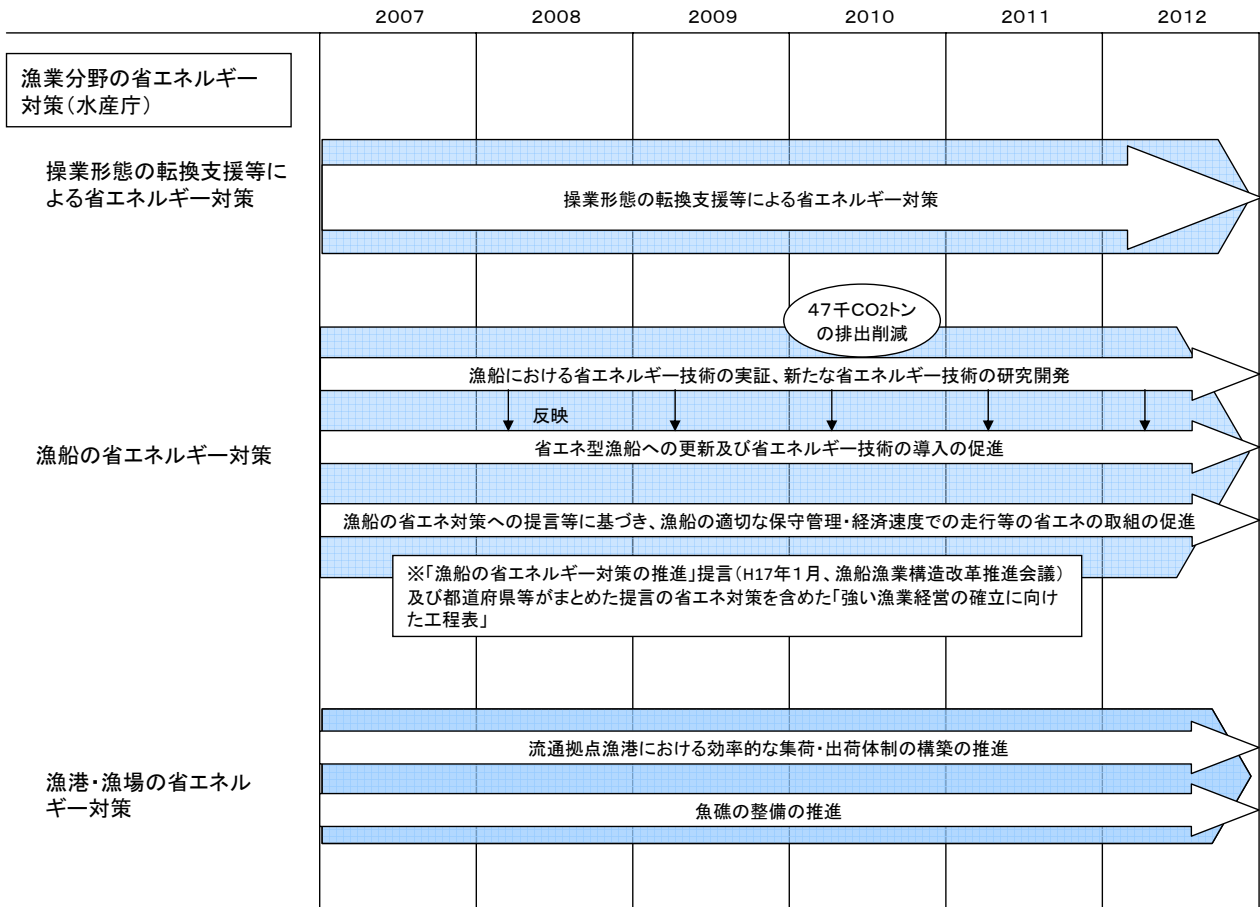 2007 2008 2009 2010 2011 2012
漁業分野の省エネルギー
対策(水産庁)
操業形態の転換支援等に
よる省エネルギー対策
操業形態の転換支援等による省エネルギー対策
47千CO2トン
の排出削減
漁船における省エネルギー技術の実証、新たな省エネルギー技術の研究開発
反映
漁船の省エネルギー対策
省エネ型漁船への更新及び省エネルギー技術の導入の促進
漁船の省エネ対策への提言等に基づき、漁船の適切な保守管理・経済速度での走行等の省エネの取組の促進
※「漁船の省エネルギー対策の推進」提言(H17年1月、漁船漁業構造改革推進会議)
及び都道府県等がまとめた提言の省エネ対策を含めた「強い漁業経営の確立に向け
た工程表」
流通拠点漁港における効率的な集荷・出荷体制の構築の推進
漁港・漁場の省エネル
ギー対策
魚礁の整備の推進